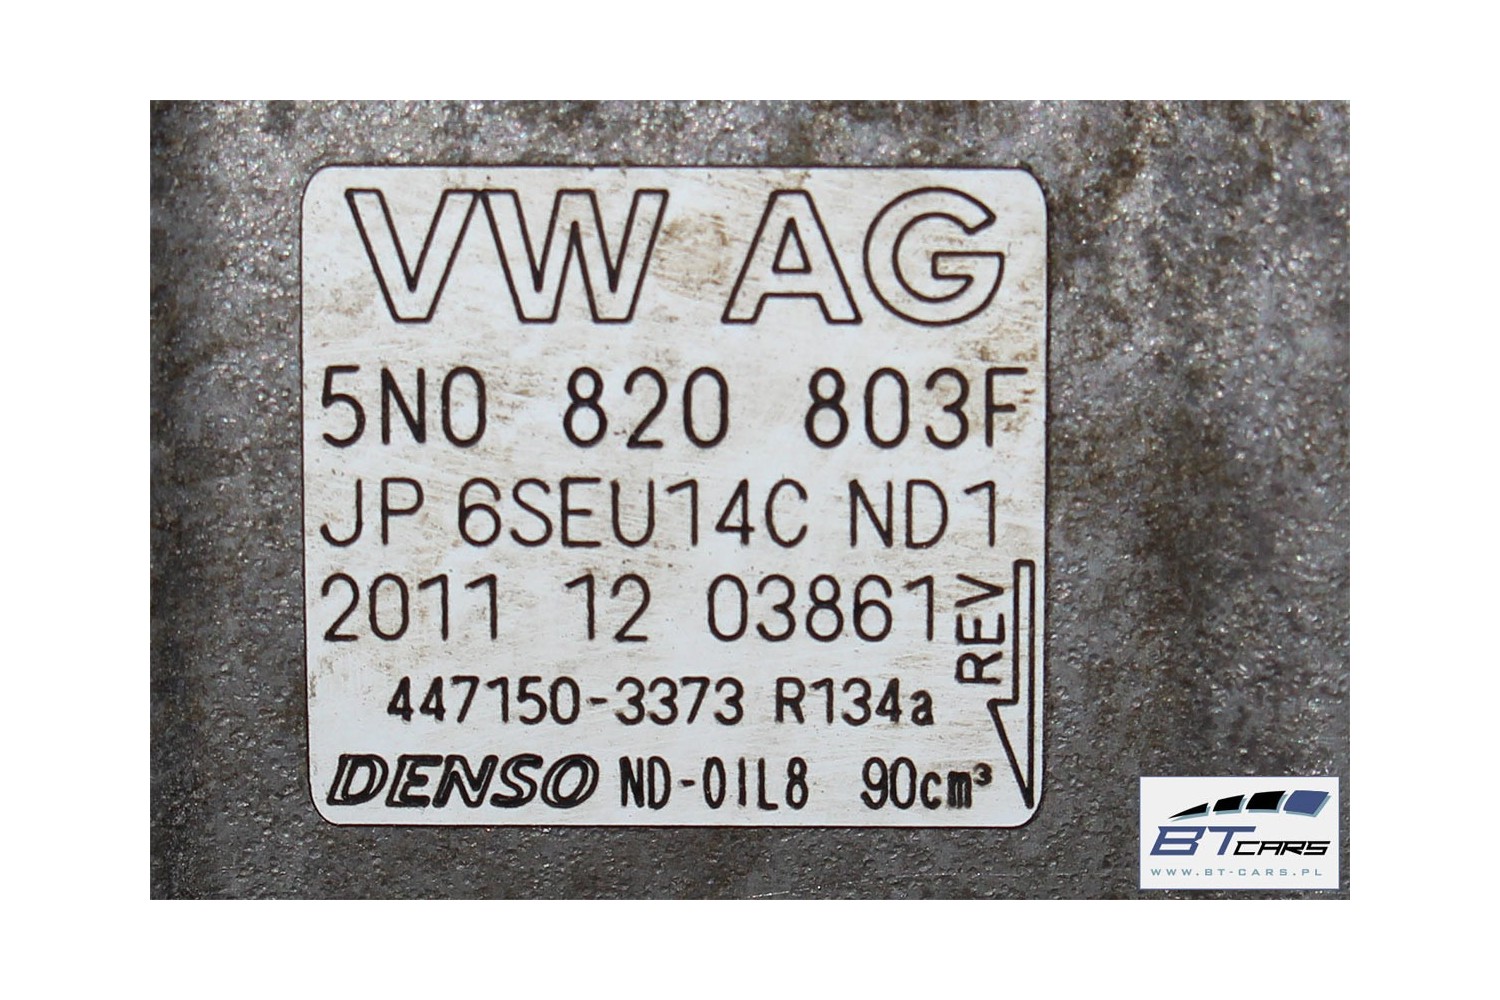 VW AG
5N0 820 803F
JP 6SEU14C ND1
2011 12 03861
REV
447150-3373 R134a
DENSO ND-OIL8 90cm³
BT CARS
WWW.BT-CARS.PL